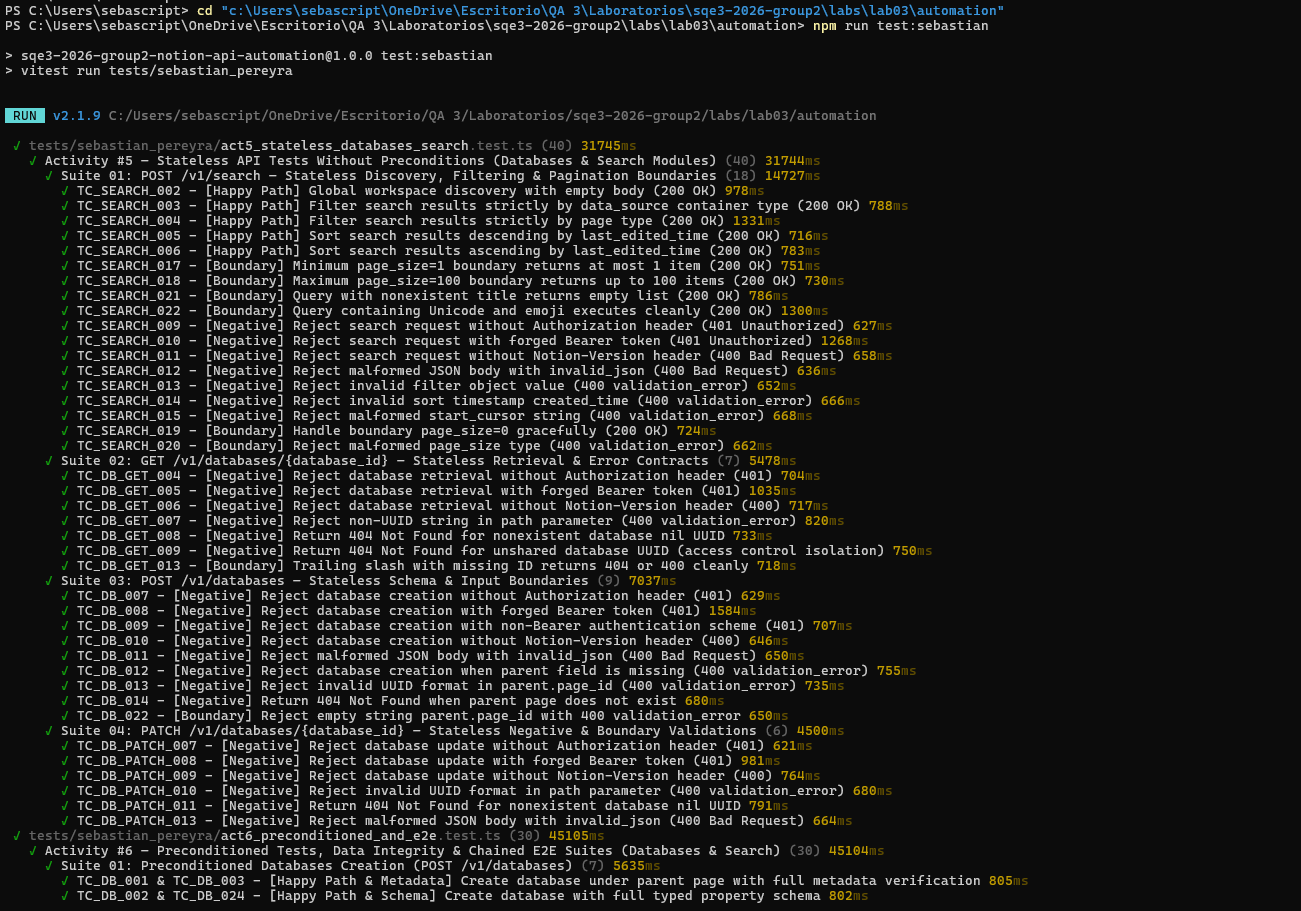 PS C:\Users\sebascript> cd "c:\Users\sebascript\OneDrive\Escritorio\QA 3\Laboratorios\sqe3-2026-group2\labs\lab03\automation"
PS C:\Users\sebascript\OneDrive\Escritorio\QA 3\Laboratorios\sqe3-2026-group2\labs\lab03\automation> npm run test:sebastian
> sqe3-2026-group2-notion-api-automation@1.0.0 test:sebastian
> vitest run tests/sebastian_pereyra
RUN v2.1.9 C:/Users/sebascript/OneDrive/Escritorio/QA 3/Laboratorios/sqe3-2026-group2/labs/lab03/automation
✓ tests/sebastian_pereyra/act5_stateless_databases_search.test.ts (40) 31745ms
✓ Activity #5 – Stateless API Tests Without Preconditions (Databases & Search Modules) (40) 31744ms
✓ Suite 01: POST /v1/search – Stateless Discovery, Filtering & Pagination Boundaries (18) 14727ms
✓ TC_SEARCH_002 – [Happy Path] Global workspace discovery with empty body (200 OK) 978ms
✓ TC_SEARCH_003 – [Happy Path] Filter search results strictly by data_source container type (200 OK) 788ms
✓ TC_SEARCH_004 – [Happy Path] Filter search results strictly by page type (200 OK) 1331ms
✓ TC_SEARCH_005 – [Happy Path] Sort search results descending by last_edited_time (200 OK) 716ms
✓ TC_SEARCH_006 – [Happy Path] Sort search results ascending by last_edited_time (200 OK) 783ms
✓ TC_SEARCH_017 – [Boundary] Minimum page_size=1 boundary returns at most 1 item (200 OK) 751ms
✓ TC_SEARCH_018 – [Boundary] Maximum page_size=100 boundary returns up to 100 items (200 OK) 730ms
✓ TC_SEARCH_021 – [Boundary] Query with nonexistent title returns empty list (200 OK) 786ms
✓ TC_SEARCH_022 – [Boundary] Query containing Unicode and emoji executes cleanly (200 OK) 1300ms
✓ TC_SEARCH_009 – [Negative] Reject search request without Authorization header (401 Unauthorized) 627ms
✓ TC_SEARCH_010 – [Negative] Reject search request with forged Bearer token (401 Unauthorized) 1268ms
✓ TC_SEARCH_011 – [Negative] Reject search request without Notion-Version header (400 Bad Request) 658ms
✓ TC_SEARCH_012 – [Negative] Reject malformed JSON body with invalid_json (400 Bad Request) 636ms
✓ TC_SEARCH_013 – [Negative] Reject invalid filter object value (400 validation_error) 652ms
✓ TC_SEARCH_014 – [Negative] Reject invalid sort timestamp created_time (400 validation_error) 666ms
✓ TC_SEARCH_015 – [Negative] Reject malformed start_cursor string (400 validation_error) 668ms
✓ TC_SEARCH_019 – [Boundary] Handle boundary page_size=0 gracefully (200 OK) 724ms
✓ TC_SEARCH_020 – [Boundary] Reject malformed page_size type (400 validation_error) 662ms
✓ Suite 02: GET /v1/databases/{database_id} – Stateless Retrieval & Error Contracts (7) 5478ms
✓ TC_DB_GET_004 – [Negative] Reject database retrieval without Authorization header (401) 704ms
✓ TC_DB_GET_005 – [Negative] Reject database retrieval with forged Bearer token (401) 1035ms
✓ TC_DB_GET_006 – [Negative] Reject database retrieval without Notion-Version header (400) 717ms
✓ TC_DB_GET_007 – [Negative] Reject non-UUID string in path parameter (400 validation_error) 820ms
✓ TC_DB_GET_008 – [Negative] Return 404 Not Found for nonexistent database nil UUID 733ms
✓ TC_DB_GET_009 – [Negative] Return 404 Not Found for unshared database UUID (access control isolation) 750ms
✓ TC_DB_GET_013 – [Boundary] Trailing slash with missing ID returns 404 or 400 cleanly 718ms
✓ Suite 03: POST /v1/databases – Stateless Schema & Input Boundaries (9) 7037ms
✓ TC_DB_007 – [Negative] Reject database creation without Authorization header (401) 629ms
✓ TC_DB_008 – [Negative] Reject database creation with forged Bearer token (401) 1584ms
✓ TC_DB_009 – [Negative] Reject database creation with non-Bearer authentication scheme (401) 707ms
✓ TC_DB_010 – [Negative] Reject database creation without Notion-Version header (400) 646ms
✓ TC_DB_011 – [Negative] Reject malformed JSON body with invalid_json (400 Bad Request) 650ms
✓ TC_DB_012 – [Negative] Reject database creation when parent field is missing (400 validation_error) 755ms
✓ TC_DB_013 – [Negative] Reject invalid UUID format in parent.page_id (400 validation_error) 735ms
✓ TC_DB_014 – [Negative] Return 404 Not Found when parent page does not exist 680ms
✓ TC_DB_022 – [Boundary] Reject empty string parent.page_id with 400 validation_error 650ms
✓ Suite 04: PATCH /v1/databases/{database_id} – Stateless Negative & Boundary Validations (6) 4500ms
✓ TC_DB_PATCH_007 – [Negative] Reject database update without Authorization header (401) 621ms
✓ TC_DB_PATCH_008 – [Negative] Reject database update with forged Bearer token (401) 981ms
✓ TC_DB_PATCH_009 – [Negative] Reject database update without Notion-Version header (400) 764ms
✓ TC_DB_PATCH_010 – [Negative] Reject invalid UUID format in path parameter (400 validation_error) 680ms
✓ TC_DB_PATCH_011 – [Negative] Return 404 Not Found for nonexistent database nil UUID 791ms
✓ TC_DB_PATCH_013 – [Negative] Reject malformed JSON body with invalid_json (400 Bad Request) 664ms
✓ tests/sebastian_pereyra/act6_preconditioned_and_e2e.test.ts (30) 45105ms
✓ Activity #6 – Preconditioned Tests, Data Integrity & Chained E2E Suites (Databases & Search) (30) 45104ms
✓ Suite 01: Preconditioned Databases Creation (POST /v1/databases) (7) 5635ms
✓ TC_DB_001 & TC_DB_003 – [Happy Path & Metadata] Create database under parent page with full metadata verification 805ms
✓ TC_DB_002 & TC_DB_024 – [Happy Path & Schema] Create database with full typed property schema 802ms